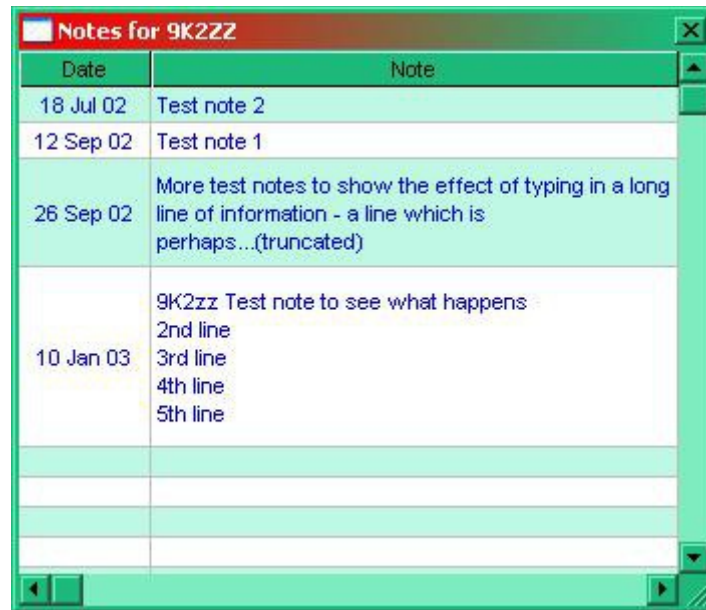 Notes for 9K2ZZ
Date Note
18 Jul 02 Test note 2
12 Sep 02 Test note 1
26 Sep 02 More test notes to show the effect of typing in a long
line of information - a line which is
perhaps...(truncated)
10 Jan 03 9K2zz Test note to see what happens
2nd line
3rd line
4th line
5th line